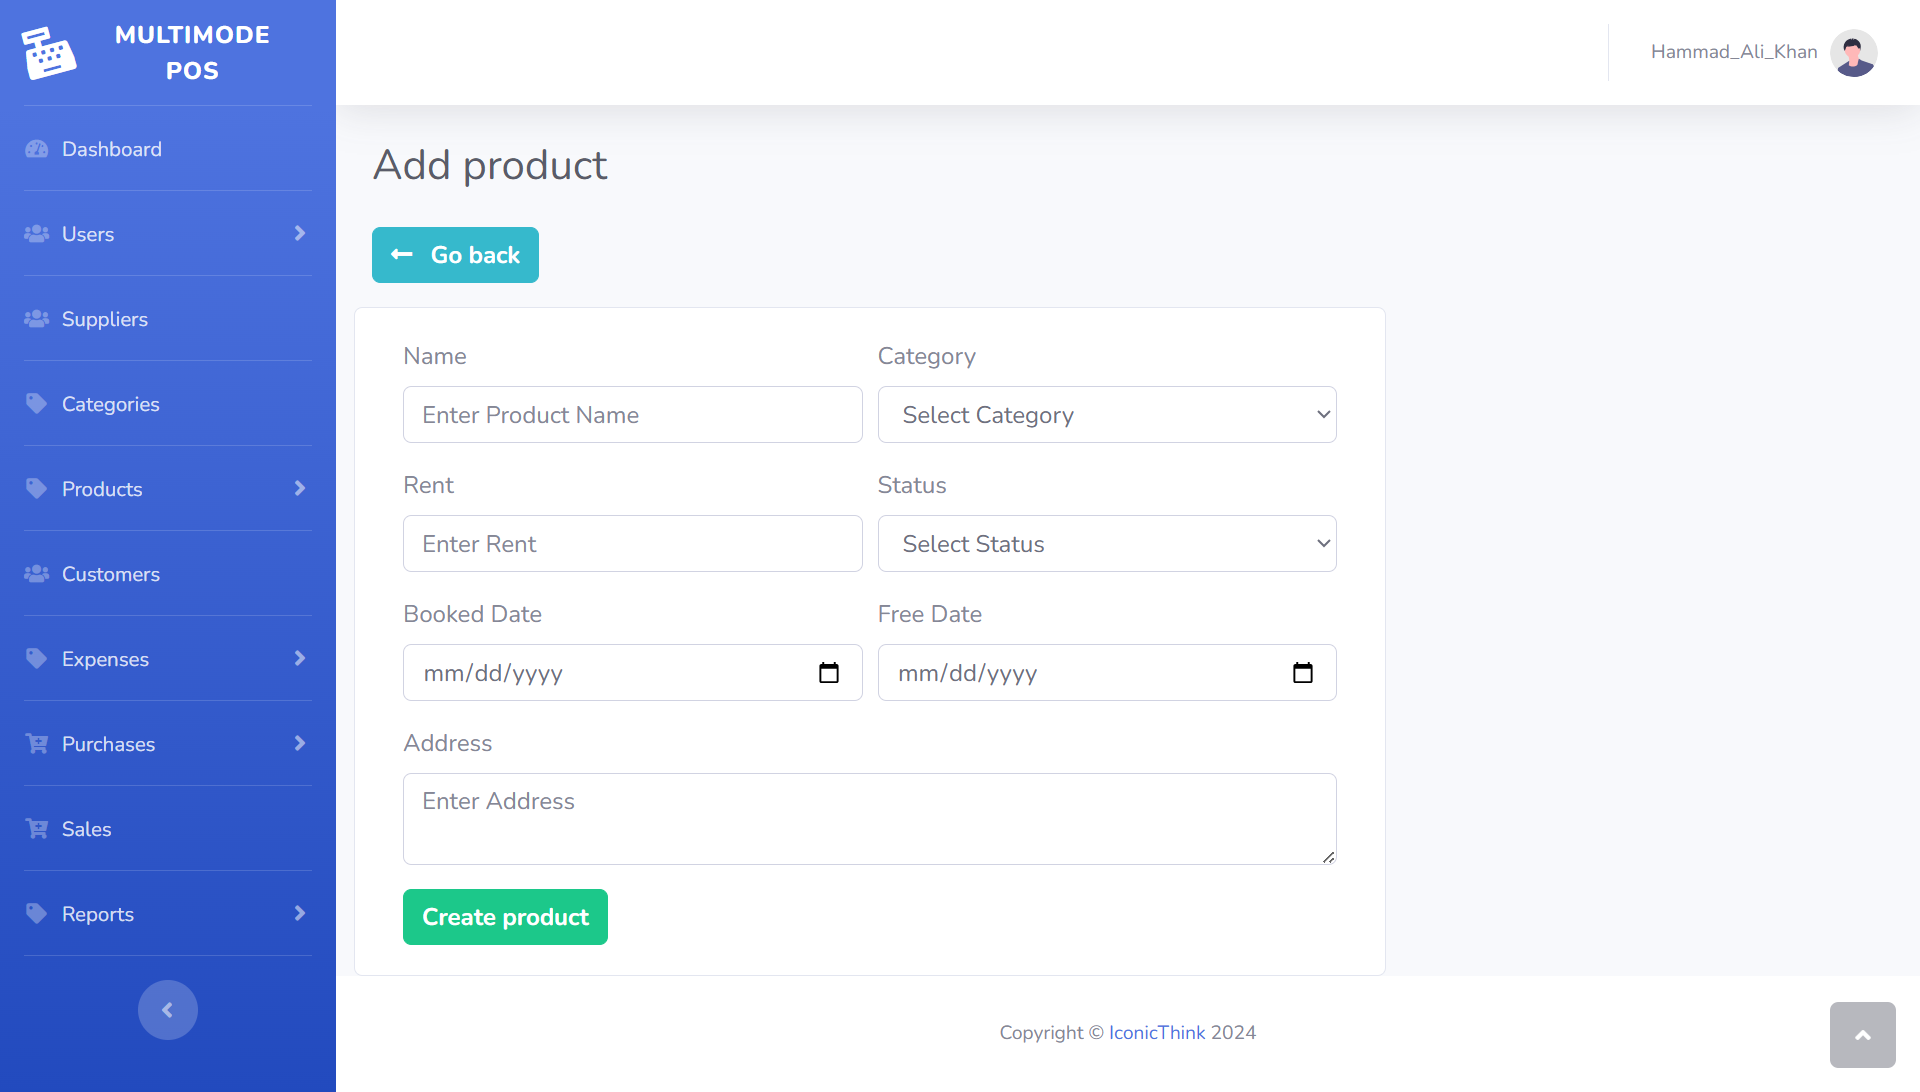 MULTIMODE
POS
Hammad_Ali_Khan
Dashboard
Users
Suppliers
Categories
Products
Customers
Expenses
Purchases
Sales
Reports
Add product
Go back
Name
Category
Enter Product Name
Select Category
Rent
Status
Enter Rent
Select Status
Booked Date
Free Date
mm/dd/yyyy
mm/dd/yyyy
Address
Enter Address
Create product
Copyright © IconicThink 2024